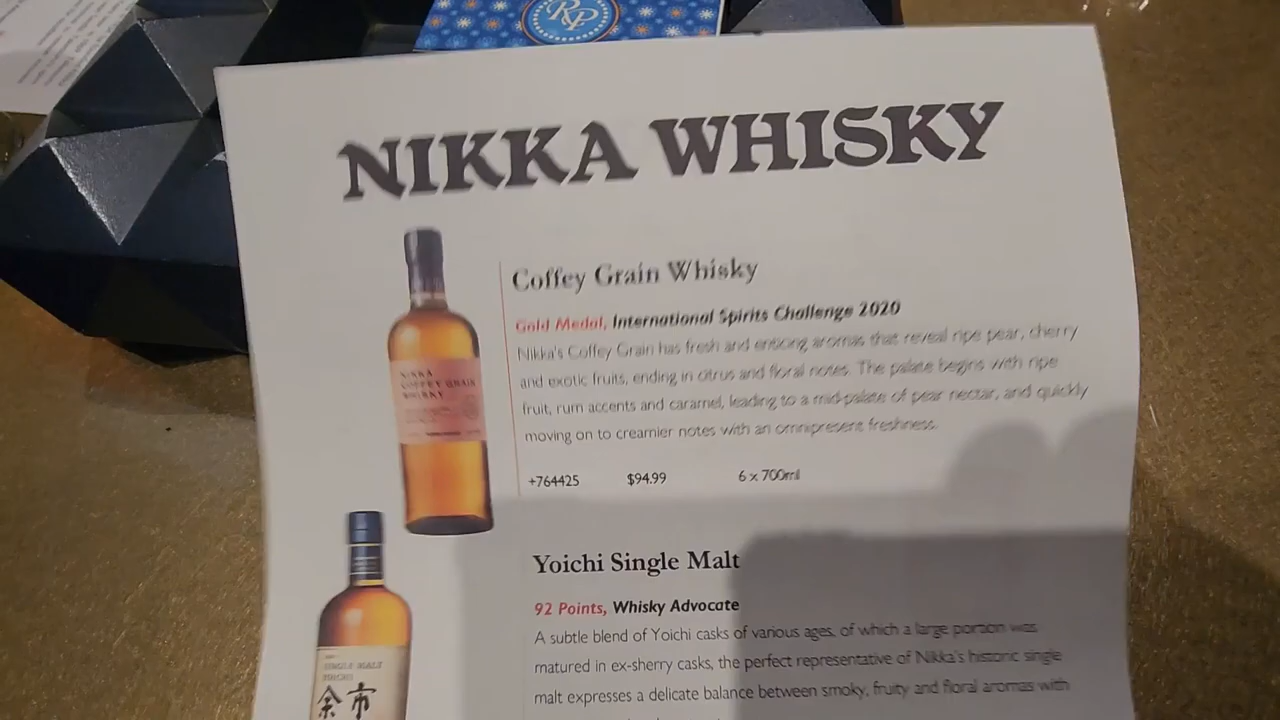 RP
NIKKA WHISKY
Coffey Grain Whisky
Gold Medal, International Spirits Challenge 2020
Nikka's Coffey Grain has fresh and enticing aromas that reveal ripe pear, cherry
and exotic fruits, ending in citrus and floral notes. The palate begins with ripe
fruit, rum accents and caramel, leading to a mid-palate of pear nectar, and quickly
moving on to creamier notes with an omnipresent freshness.
+764425 $94.99 6 x 700ml
NIKKA
COFFEY GRAIN
WHISKY
Yoichi Single Malt
92 Points, Whisky Advocate
A subtle blend of Yoichi casks of various ages, of which a large portion was
matured in ex-sherry casks, the perfect representative of Nikka's historic single
malt expresses a delicate balance between smoky, fruity and floral aromas with
SINGLE MALT
YOICHI
余市